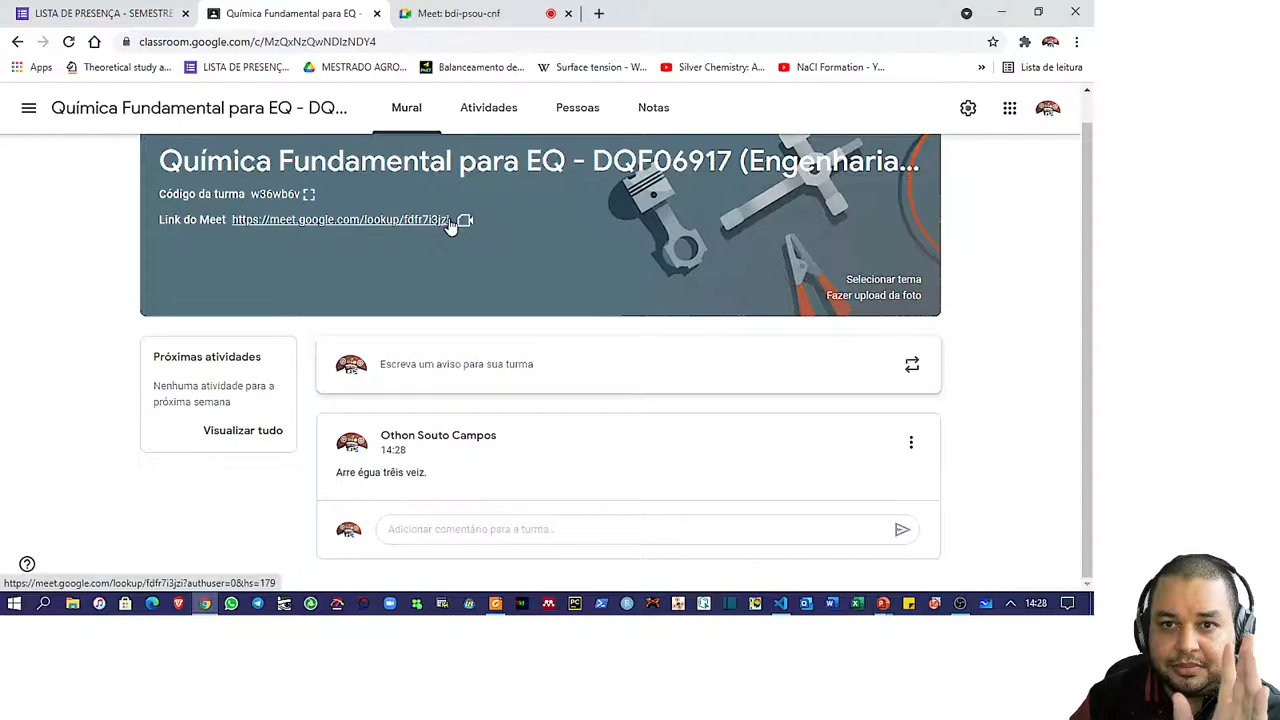 LISTA DE PRESENÇA - SEMESTRE
Química Fundamental para EQ -
Meet: bdi-psou-cnf
classroom.google.com/c/MzQxNzQwNDIzNDY4
Apps
Theoretical study a...
LISTA DE PRESENÇ...
MESTRADO AGRO...
Balanceamento de...
Surface tension - W...
Silver Chemistry: A...
NaCl Formation - Y...
»
Lista de leitura
Química Fundamental para EQ - DQ...
Mural
Atividades
Pessoas
Notas
Química Fundamental para EQ - DQF06917 (Engenharia...
Código da turma w36wb6v
Link do Meet https://meet.google.com/lookup/fdfr7i3jzi
Selecionar tema
Fazer upload da foto
Próximas atividades
Nenhuma atividade para a
próxima semana
Visualizar tudo
Escreva um aviso para sua turma
Othon Souto Campos
14:28
Arre égua trêis veiz.
Adicionar comentário para a turma...
https://meet.google.com/lookup/fdfr7i3jzi?authuser=0&hs=179
14:28